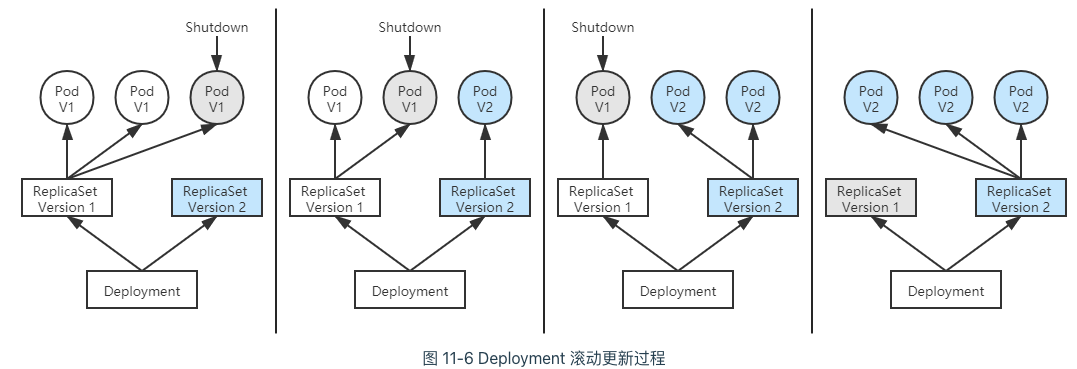 Shutdown
Pod
V1
Pod
V1
Pod
V1
ReplicaSet
Version 1
ReplicaSet
Version 2
Deployment
Shutdown
Pod
V1
Pod
V1
Pod
V2
ReplicaSet
Version 1
ReplicaSet
Version 2
Deployment
Shutdown
Pod
V1
Pod
V2
Pod
V2
ReplicaSet
Version 1
ReplicaSet
Version 2
Deployment
Pod
V2
Pod
V2
Pod
V2
ReplicaSet
Version 1
ReplicaSet
Version 2
Deployment
图 11-6 Deployment 滚动更新过程